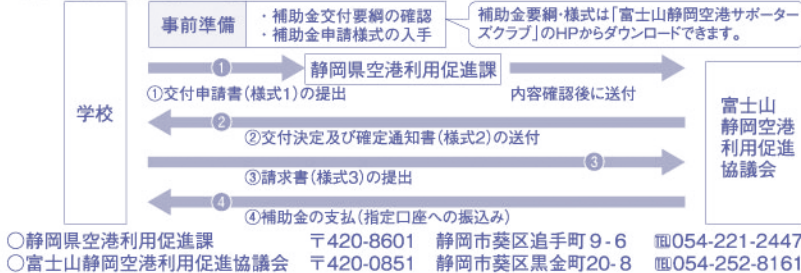 事前準備
・補助金交付要綱の確認
・補助金申請様式の入手
補助金要綱・様式は「富士山静岡空港サポーター
ズクラブ」のHPからダウンロードできます。
学校
①
静岡県空港利用促進課
①交付申請書(様式1)の提出
内容確認後に送付
②
②交付決定及び確定通知書(様式2)の送付
③
③請求書(様式3)の提出
④
④補助金の支払(指定口座への振込み)
富士山
静岡空港
利用促進
協議会
○静岡県空港利用促進課 〒420-8601 静岡市葵区追手町9-6 ℡054-221-2447
○富士山静岡空港利用促進協議会 〒420-0851 静岡市葵区黒金町20-8 ℡054-252-8161